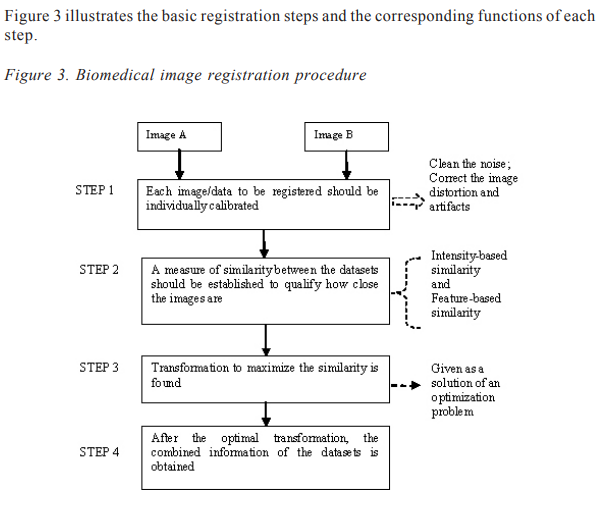 Figure 3 illustrates the basic registration steps and the corresponding functions of each
step.
Figure 3. Biomedical image registration procedure
Image A
Image B
STEP 1
Each image/data to be registered should be
individually calibrated
Clean the noise;
Correct the image
distortion and
artifacts
STEP 2
A measure of similarity between the datasets
should be established to qualify how close
the images are
Intensity-based
similarity
and
Feature-based
similarity
STEP 3
Transformation to maximize the similarity is
found
Given as a
solution of an
optimization
problem
STEP 4
After the optimal transformation, the
combined information of the datasets is
obtained